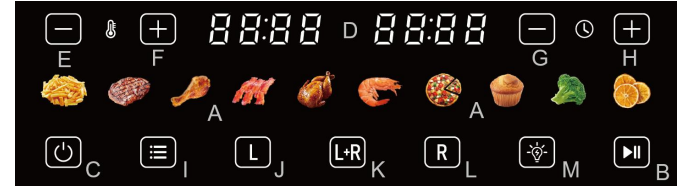 88:88 D 88:88
E F G H
A A
L L+R R
C I J K L M B